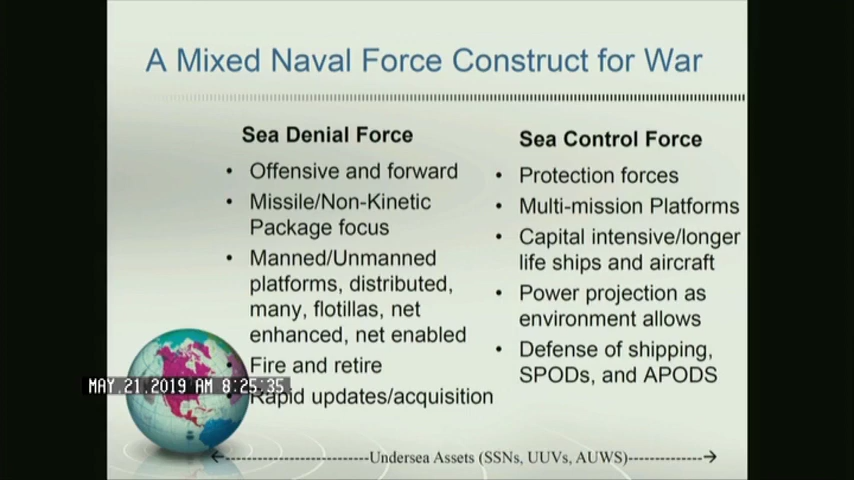 A Mixed Naval Force Construct for War
Sea Denial Force
• Offensive and forward
• Missile/Non-Kinetic
Package focus
• Manned/Unmanned
platforms, distributed,
many, flotillas, net
enhanced, net enabled
• Fire and retire
• Rapid updates/acquisition
Sea Control Force
• Protection forces
• Multi-mission Platforms
• Capital intensive/longer
life ships and aircraft
• Power projection as
environment allows
• Defense of shipping,
SPODs, and APODS
MAY.21.2019 AM 8:25:35
←-------------------------Undersea Assets (SSNs, UUVs, AUWS)-------------→